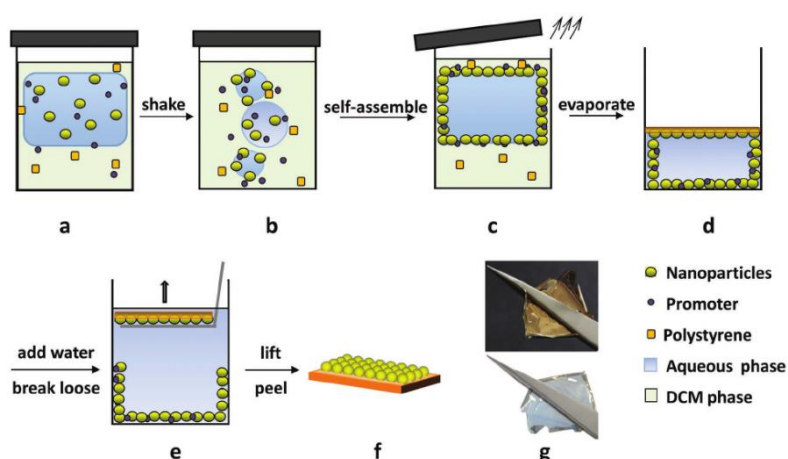 shake
self-assemble
evaporate
a
b
c
d
add water
break loose
lift
peel
e
f
g
Nanoparticles
Promoter
Polystyrene
Aqueous phase
DCM phase